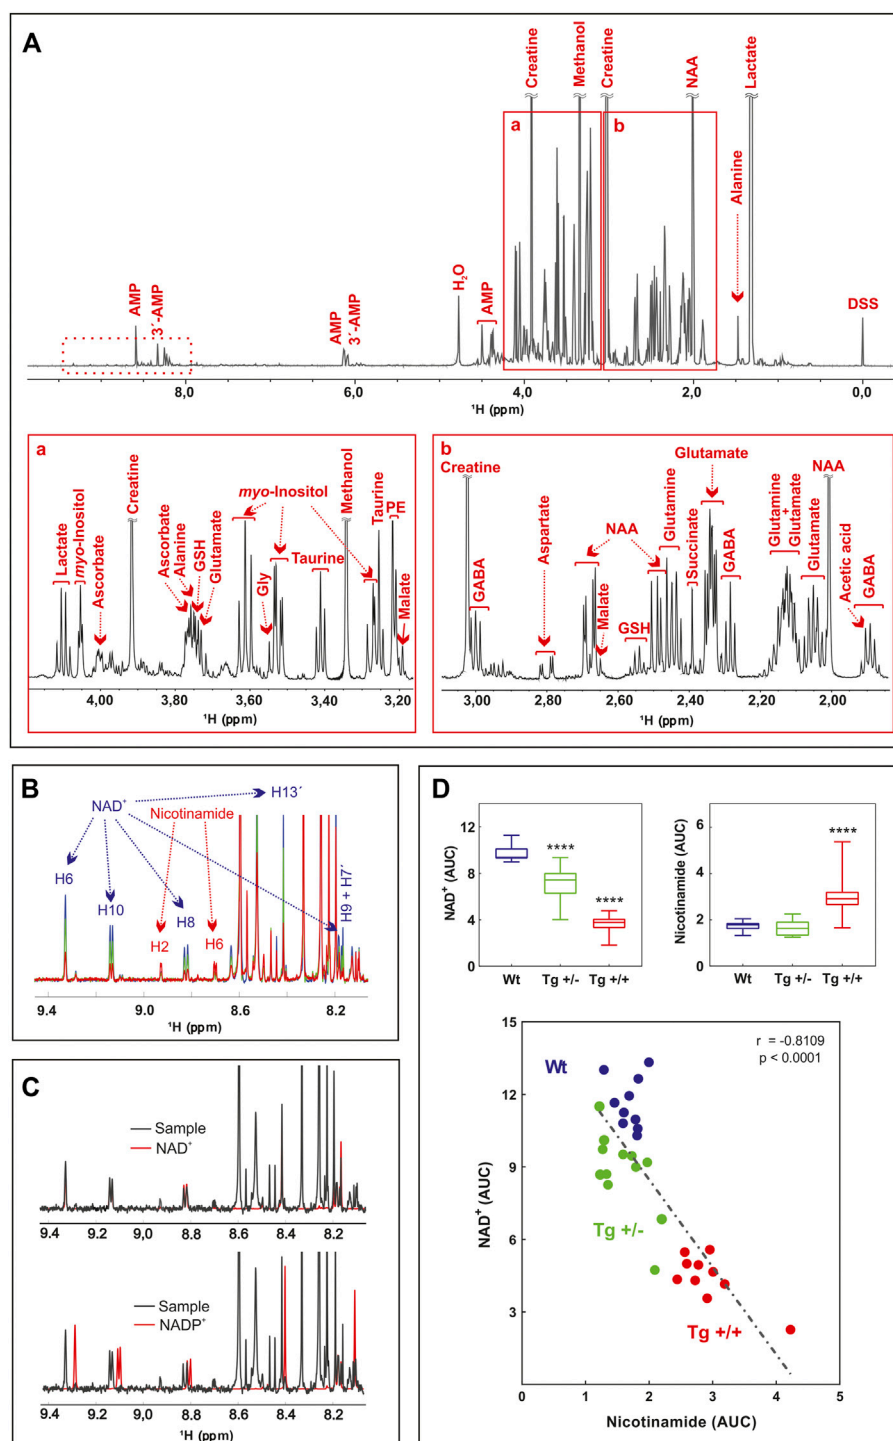 A
Creatine
Methanol
Creatine
NAA
Lactate
a
b
Alanine
AMP
3´-AMP
AMP
3´-AMP
H₂O
AMP
DSS
8,0 6,0 4,0 2,0 0,0
¹H (ppm)
a
Lactate
myo-Inositol
Ascorbate
Creatine
Ascorbate
Alanine
GSH
Glutamate
myo-Inositol
Gly
Taurine
Methanol
Taurine
PE
Malate
4,00 3,80 3,60 3,40 3,20
¹H (ppm)
b
Creatine
GABA
Aspartate
NAA
Malate
GSH
Glutamine
Succinate
Glutamate
GABA
Glutamine
+
Glutamate
Glutamate
NAA
Acetic acid
GABA
3,00 2,80 2,60 2,40 2,20 2,00
¹H (ppm)
B
NAD⁺
Nicotinamide
H13´
H6
H10
H2
H8
H6
H9 + H7´
9.4 9.0 8.6 8.2
¹H (ppm)
C
Sample
NAD⁺
9.4 9.2 9,0 8.8 8.6 8.4 8.2
Sample
NADP⁺
9.4 9.2 9,0 8.8 8.6 8.4 8.2
¹H (ppm)
D
NAD⁺ (AUC)
12
8
4
0
****
****
Wt Tg +/- Tg +/+
Nicotinamide (AUC)
6
4
2
0
****
Wt Tg +/- Tg +/+
NAD⁺ (AUC)
15
12
9
6
3
r = -0.8109
p < 0.0001
Wt
Tg +/-
Tg +/+
0 1 2 3 4 5
Nicotinamide (AUC)